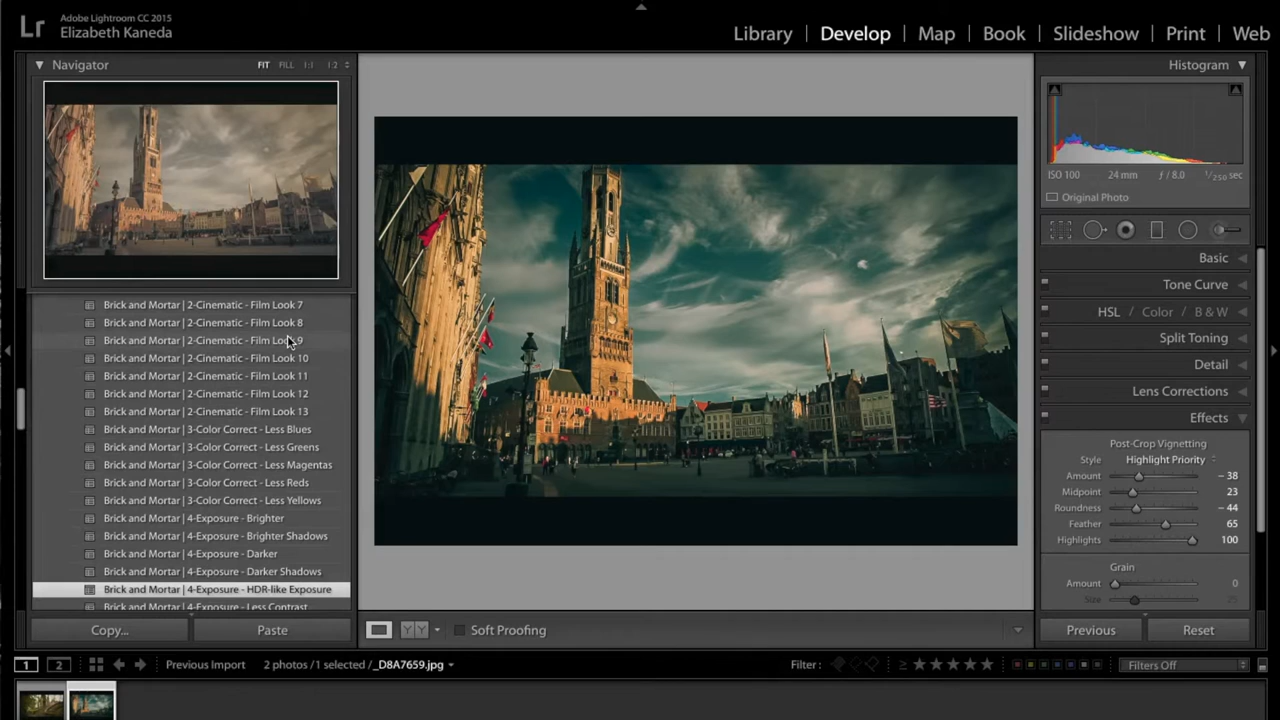 Lr
Adobe Lightroom CC 2015
Elizabeth Kaneda
Library
Develop
Map
Book
Slideshow
Print
Web
Navigator
FIT FILL 1:1 1:2
Brick and Mortar | 2-Cinematic - Film Look 7
Brick and Mortar | 2-Cinematic - Film Look 8
Brick and Mortar | 2-Cinematic - Film Look 9
Brick and Mortar | 2-Cinematic - Film Look 10
Brick and Mortar | 2-Cinematic - Film Look 11
Brick and Mortar | 2-Cinematic - Film Look 12
Brick and Mortar | 2-Cinematic - Film Look 13
Brick and Mortar | 3-Color Correct - Less Blues
Brick and Mortar | 3-Color Correct - Less Greens
Brick and Mortar | 3-Color Correct - Less Magentas
Brick and Mortar | 3-Color Correct - Less Reds
Brick and Mortar | 3-Color Correct - Less Yellows
Brick and Mortar | 4-Exposure - Brighter
Brick and Mortar | 4-Exposure - Brighter Shadows
Brick and Mortar | 4-Exposure - Darker
Brick and Mortar | 4-Exposure - Darker Shadows
Brick and Mortar | 4-Exposure - HDR-like Exposure
Brick and Mortar | 4-Exposure - Less Contrast
Copy...
Paste
YY
Soft Proofing
Histogram
ISO 100 24 mm ƒ / 8.0 1/250 sec
Original Photo
Basic
Tone Curve
HSL / Color / B & W
Split Toning
Detail
Lens Corrections
Effects
Post-Crop Vignetting
Style Highlight Priority
Amount - 38
Midpoint 23
Roundness - 44
Feather 65
Highlights 100
Grain
Amount 0
Size 25
Previous
Reset
1 2 Previous Import 2 photos /1 selected /_D8A7659.jpg Filter : ≥ Filters Off